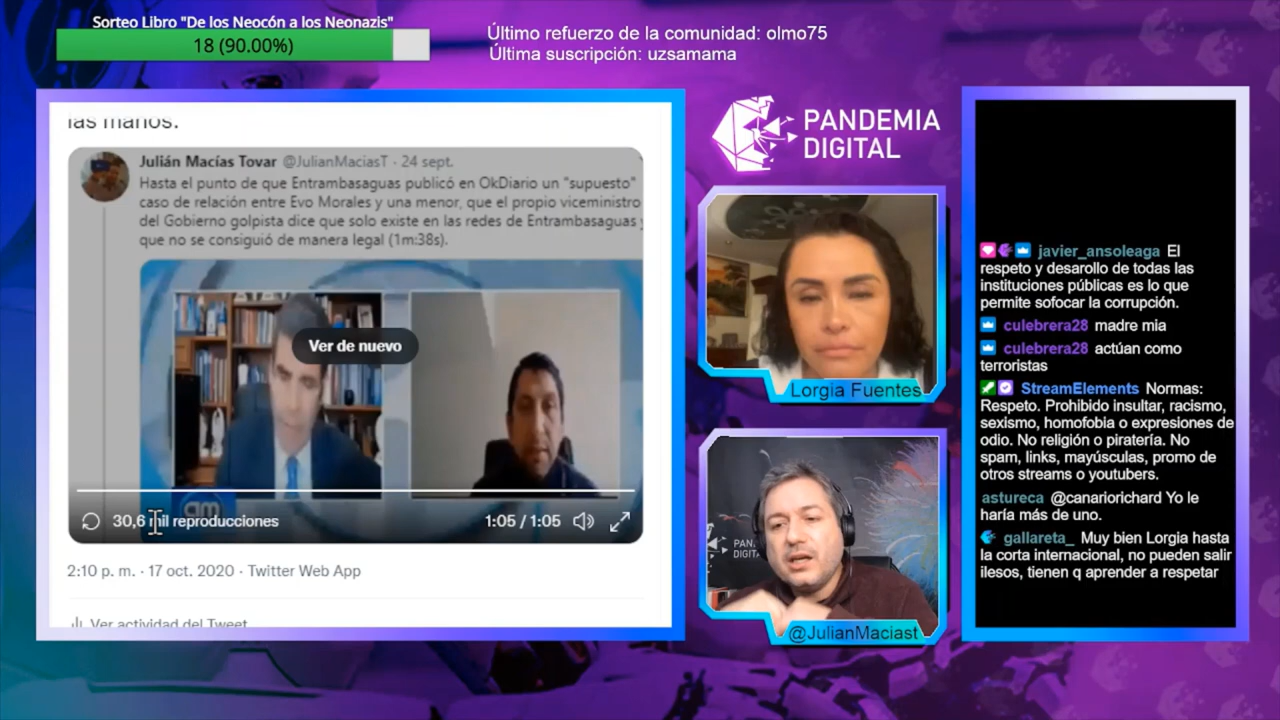 Sorteo Libro "De los Neocón a los Neonazis"
18 (90.00%)
Último refuerzo de la comunidad: olmo75
Última suscripción: uzsamama
las manos.
Julián Macías Tovar @JulianMaciasT · 24 sept.
Hasta el punto de que Entrambasaguas publicó en OkDiario un "supuesto"
caso de relación entre Evo Morales y una menor, que el propio viceministro
del Gobierno golpista dice que solo existe en las redes de Entrambasaguas y
que no se consiguió de manera legal (1m:38s).
Ver de nuevo
am
30,6 mil reproducciones
1:05 / 1:05
2:10 p. m. · 17 oct. 2020 · Twitter Web App
Ver actividad del Tweet
PANDEMIA
DIGITAL
Lorgia Fuentes
PAN
DIGIT
@JulianMaciast
javier_ansoleaga El
respeto y desarollo de todas las
instituciones públicas es lo que
permite sofocar la corrupción.
culebrera28 madre mia
culebrera28 actúan como
terroristas
StreamElements Normas:
Respeto. Prohibido insultar, racismo,
sexismo, homofobia o expresiones de
odio. No religión o piratería. No
spam, links, mayúsculas, promo de
otros streams o youtubers.
astureca @canariorichard Yo le
haría más de uno.
gallareta_ Muy bien Lorgia hasta
la corta internacional, no pueden salir
ilesos, tienen q aprender a respetar